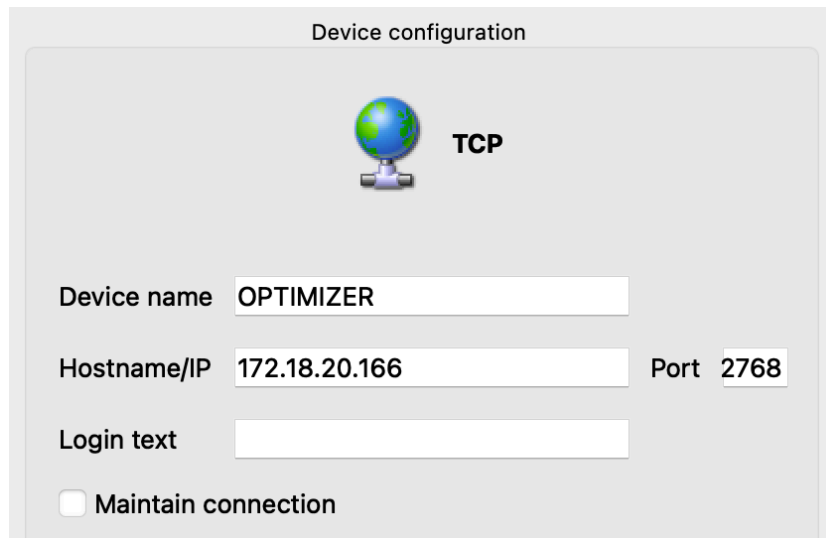 Device configuration
TCP
Device name OPTIMIZER
Hostname/IP 172.18.20.166 Port 2768
Login text
Maintain connection